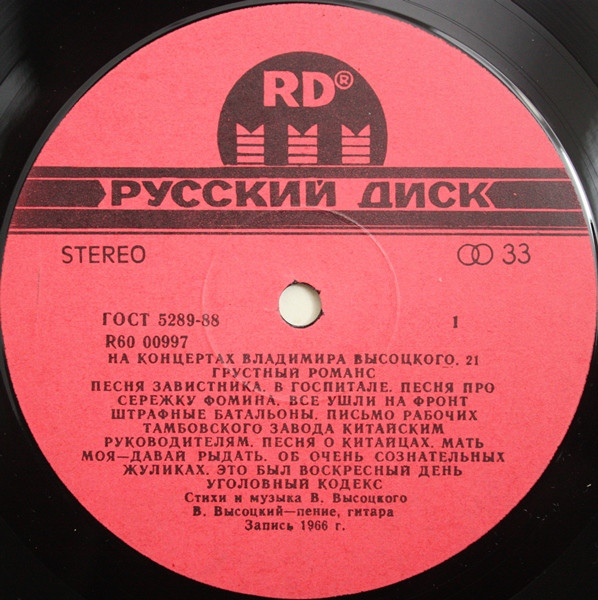 RD®
РУССКИЙ ДИСК
STEREO 33
ГОСТ 5289-88 1
R60 00997
НА КОНЦЕРТАХ ВЛАДИМИРА ВЫСОЦКОГО. 21
ГРУСТНЫЙ РОМАНС
ПЕСНЯ ЗАВИСТНИКА. В ГОСПИТАЛЕ. ПЕСНЯ ПРО
СЕРЕЖКУ ФОМИНА. ВСЕ УШЛИ НА ФРОНТ
ШТРАФНЫЕ БАТАЛЬОНЫ. ПИСЬМО РАБОЧИХ
ТАМБОВСКОГО ЗАВОДА КИТАЙСКИМ
РУКОВОДИТЕЛЯМ. ПЕСНЯ О КИТАЙЦАХ. МАТЬ
МОЯ—ДАВАЙ РЫДАТЬ. ОБ ОЧЕНЬ СОЗНАТЕЛЬНЫХ
ЖУЛИКАХ. ЭТО БЫЛ ВОСКРЕСНЫЙ ДЕНЬ
УГОЛОВНЫЙ КОДЕКС
Стихи и музыка В. Высоцкого
В. Высоцкий—пение, гитара
Запись 1966 г.